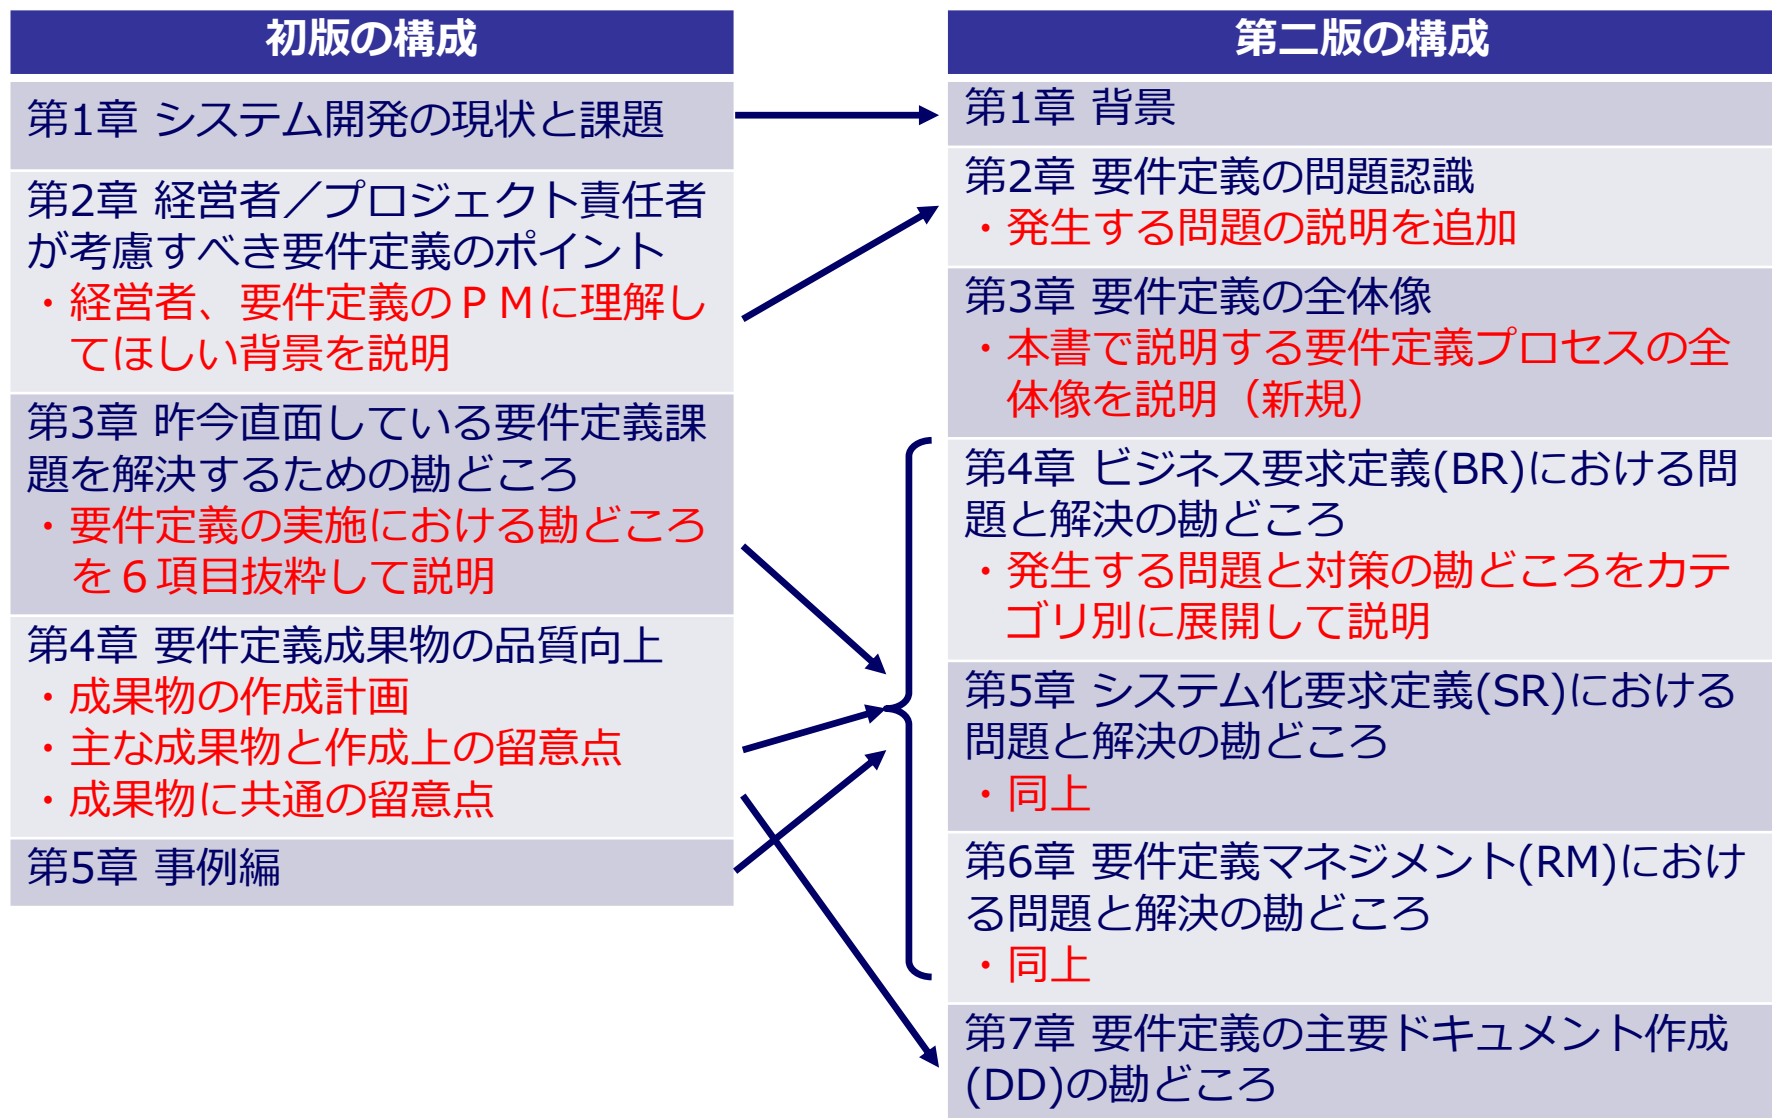 初版の構成
第1章 システム開発の現状と課題
第2章 経営者／プロジェクト責任者
が考慮すべき要件定義のポイント
・経営者、要件定義のＰＭに理解し
てほしい背景を説明
第3章 昨今直面している要件定義課
題を解決するための勘どころ
・要件定義の実施における勘どころ
を６項目抜粋して説明
第4章 要件定義成果物の品質向上
・成果物の作成計画
・主な成果物と作成上の留意点
・成果物に共通の留意点
第5章 事例編
第二版の構成
第1章 背景
第2章 要件定義の問題認識
・発生する問題の説明を追加
第3章 要件定義の全体像
・本書で説明する要件定義プロセスの全
体像を説明（新規）
第4章 ビジネス要求定義(BR)における問
題と解決の勘どころ
・発生する問題と対策の勘どころをカテ
ゴリ別に展開して説明
第5章 システム化要求定義(SR)における
問題と解決の勘どころ
・同上
第6章 要件定義マネジメント(RM)におけ
る問題と解決の勘どころ
・同上
第7章 要件定義の主要ドキュメント作成
(DD)の勘どころ